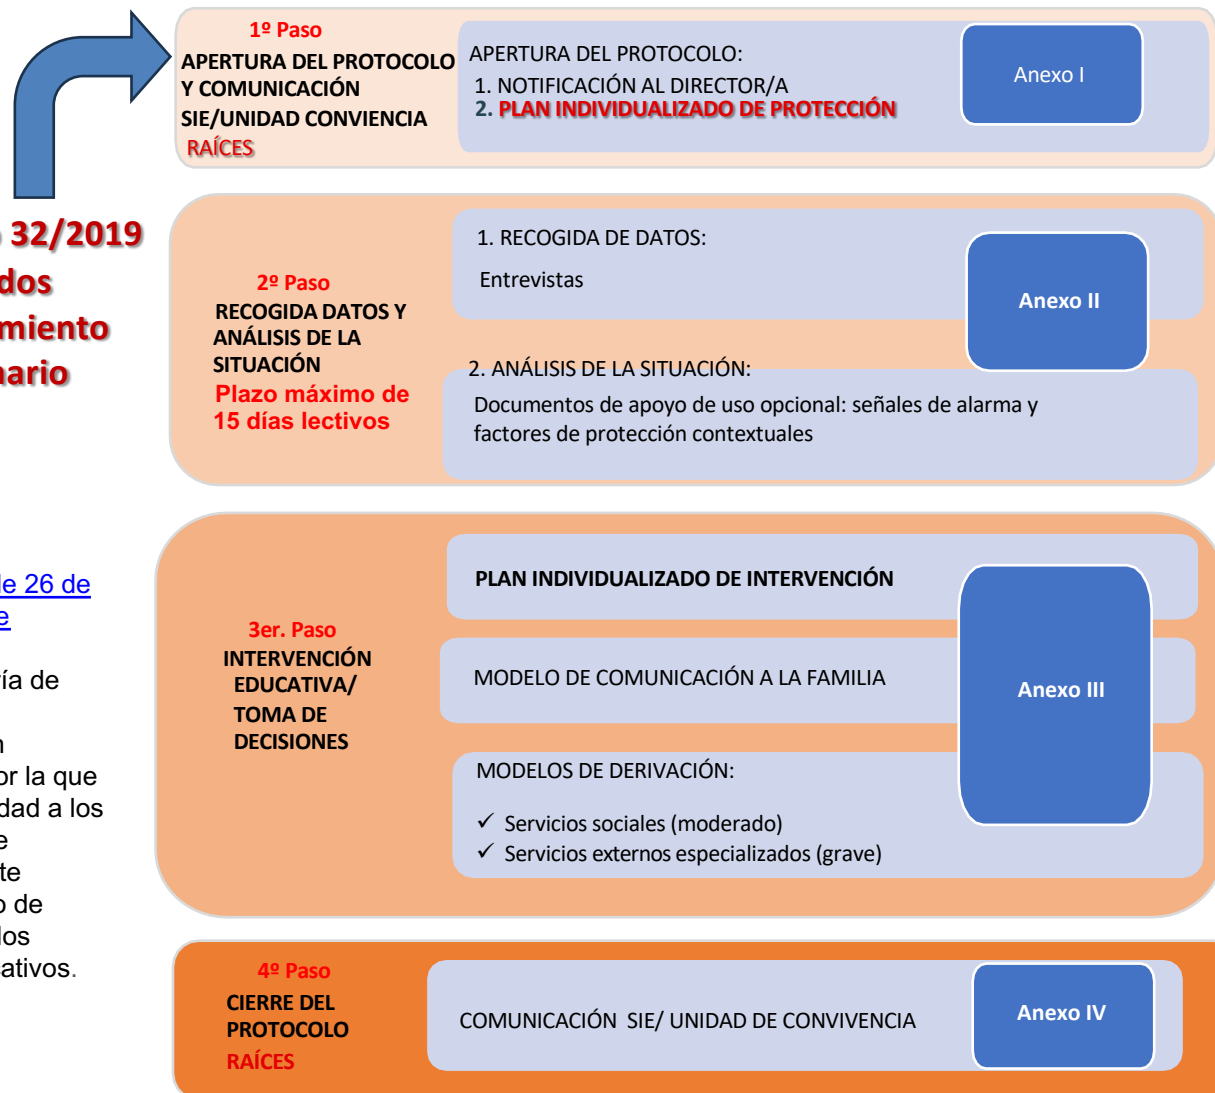 1º Paso
APERTURA DEL PROTOCOLO
Y COMUNICACIÓN
SIE/UNIDAD CONVIENCIA
RAÍCES
APERTURA DEL PROTOCOLO:
1. NOTIFICACIÓN AL DIRECTOR/A
2. PLAN INDIVIDUALIZADO DE PROTECCIÓN
Anexo I
32/2019
dos
miento
nario
2º Paso
RECOGIDA DATOS Y
ANÁLISIS DE LA
SITUACIÓN
Plazo máximo de
15 días lectivos
1. RECOGIDA DE DATOS:
Entrevistas
2. ANÁLISIS DE LA SITUACIÓN:
Documentos de apoyo de uso opcional: señales de alarma y
factores de protección contextuales
Anexo II
de 26 de
e
ía de
n
or la que
dad a los
e
te
o de
los
ativos.
3er. Paso
INTERVENCIÓN
EDUCATIVA/
TOMA DE
DECISIONES
PLAN INDIVIDUALIZADO DE INTERVENCIÓN
MODELO DE COMUNICACIÓN A LA FAMILIA
MODELOS DE DERIVACIÓN:
✓ Servicios sociales (moderado)
✓ Servicios externos especializados (grave)
Anexo III
4º Paso
CIERRE DEL
PROTOCOLO
RAÍCES
COMUNICACIÓN SIE/ UNIDAD DE CONVIVENCIA
Anexo IV